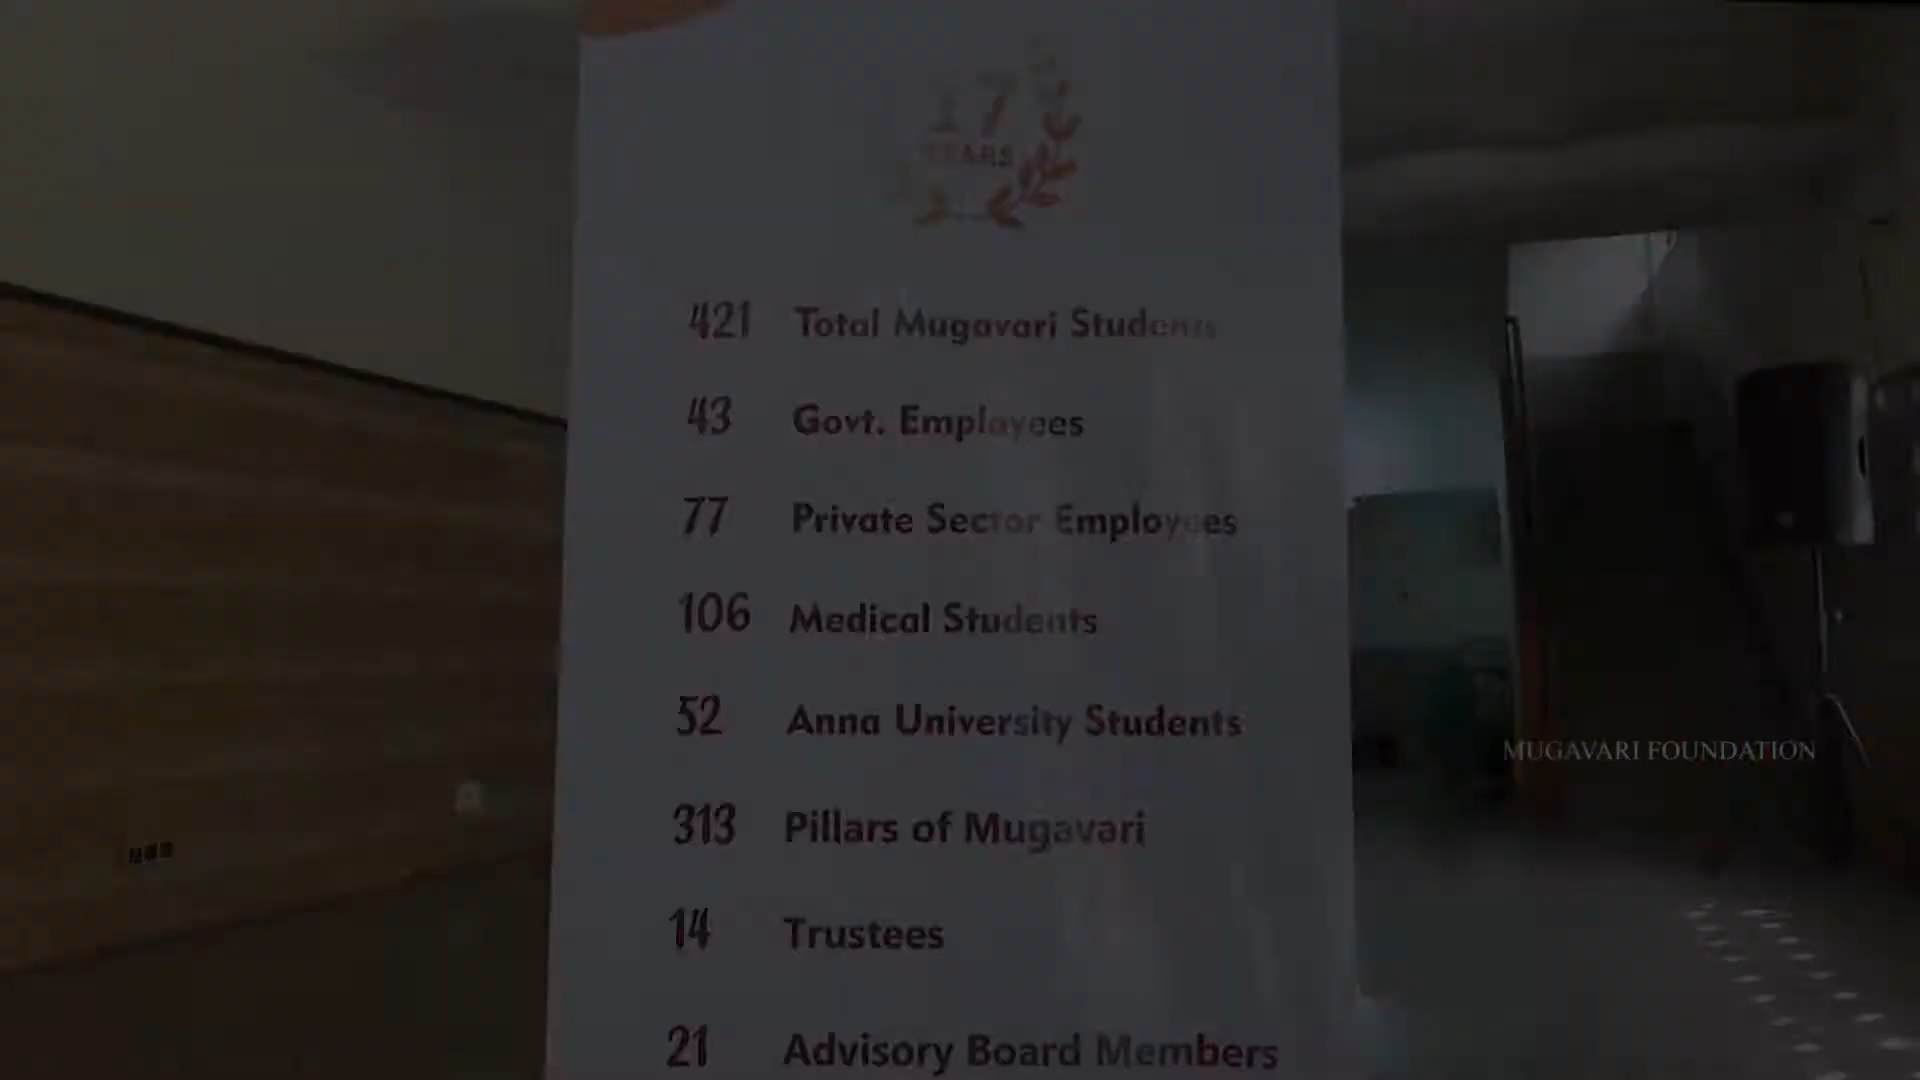 17
YEARS
421 Total Mugavari Students
43 Govt. Employees
77 Private Sector Employees
106 Medical Students
52 Anna University Students
313 Pillars of Mugavari
14 Trustees
21 Advisory Board Members
MUGAVARI FOUNDATION